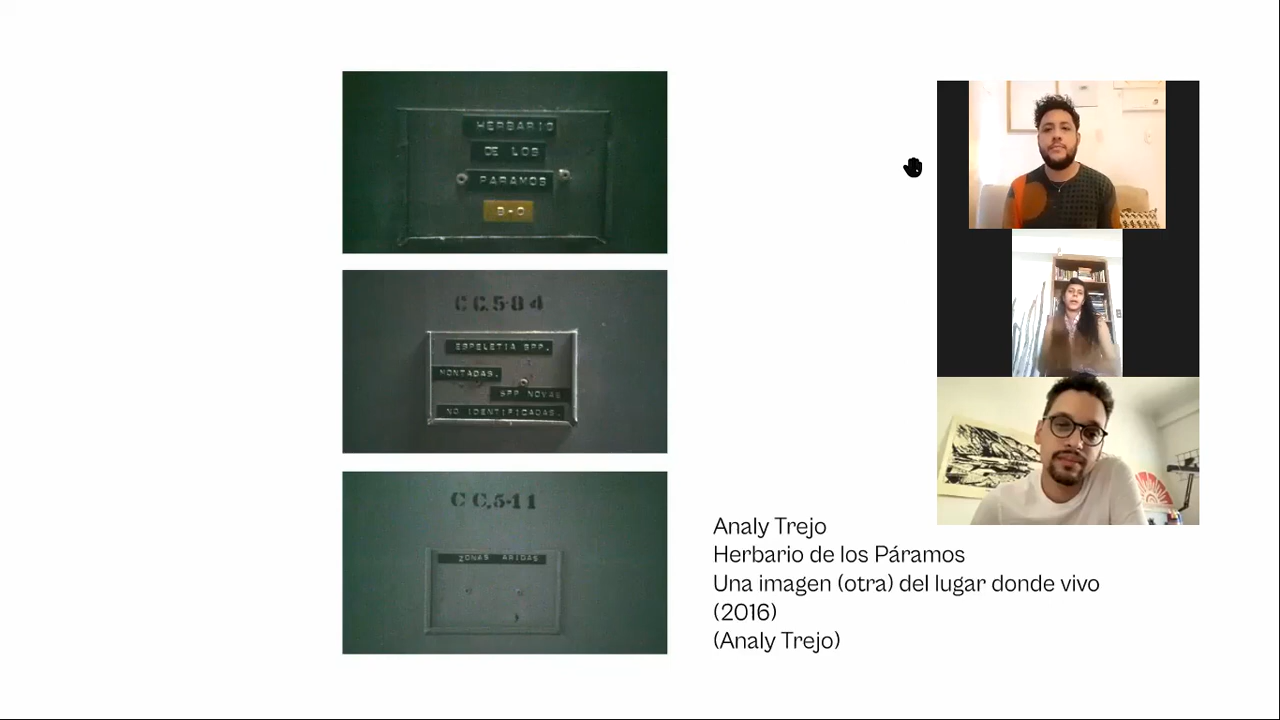 HERBARIO
DE LOS
PARAMOS
B-C
C C.5-8 4
ESPELETIA SPP.
MONTADAS.
SPP NOVAS
NO IDENTIFICADAS.
C C.5-1 1
ZONAS ARIDAS
Analy Trejo
Herbario de los Páramos
Una imagen (otra) del lugar donde vivo
(2016)
(Analy Trejo)